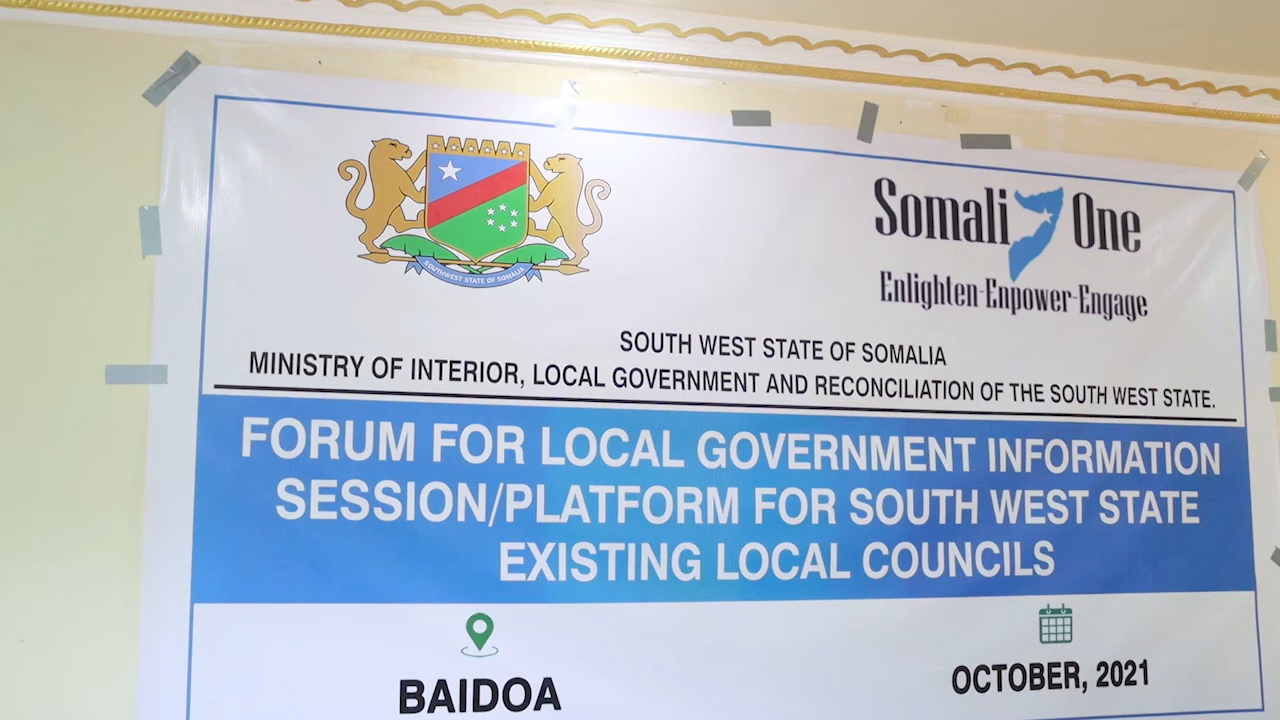 SOUTHWEST STATE OF SOMALIA
Somali One
Enlighten-Enpower-Engage
SOUTH WEST STATE OF SOMALIA
MINISTRY OF INTERIOR, LOCAL GOVERNMENT AND RECONCILIATION OF THE SOUTH WEST STATE.
FORUM FOR LOCAL GOVERNMENT INFORMATION
SESSION/PLATFORM FOR SOUTH WEST STATE
EXISTING LOCAL COUNCILS
BAIDOA
OCTOBER, 2021